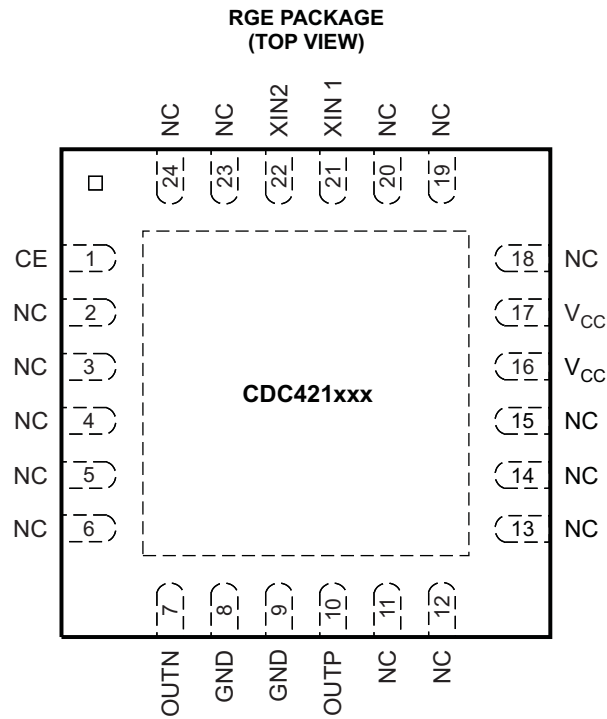 RGE PACKAGE
(TOP VIEW)
NC
NC
XIN2
XIN 1
NC
NC
24
23
22
21
20
19
CE 1
NC 2
NC 3
NC 4
NC 5
NC 6
CDC421xxx
18 NC
17 VCC
16 VCC
15 NC
14 NC
13 NC
7
8
9
10
11
12
OUTN
GND
GND
OUTP
NC
NC